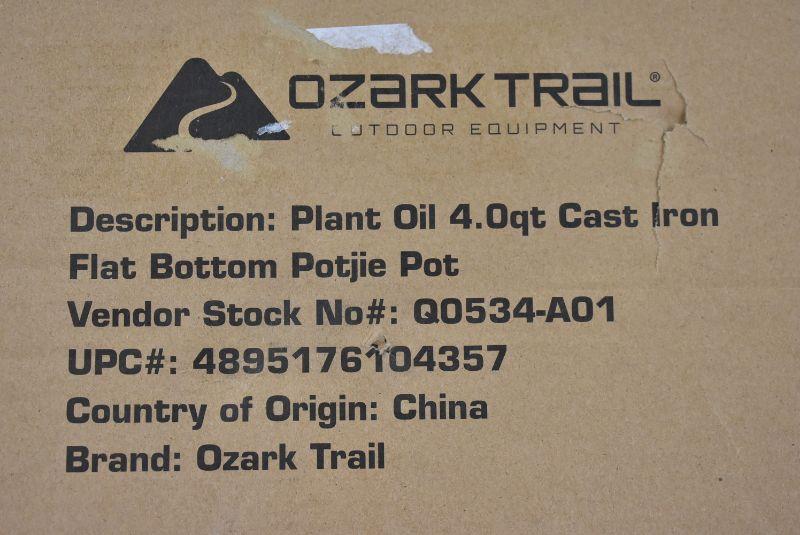 OZARK TRAIL®
OUTDOOR EQUIPMENT
Description: Plant Oil 4.0qt Cast Iron
Flat Bottom Potjie Pot
Vendor Stock No#: Q0534-A01
UPC#: 4895176104357
Country of Origin: China
Brand: Ozark Trail